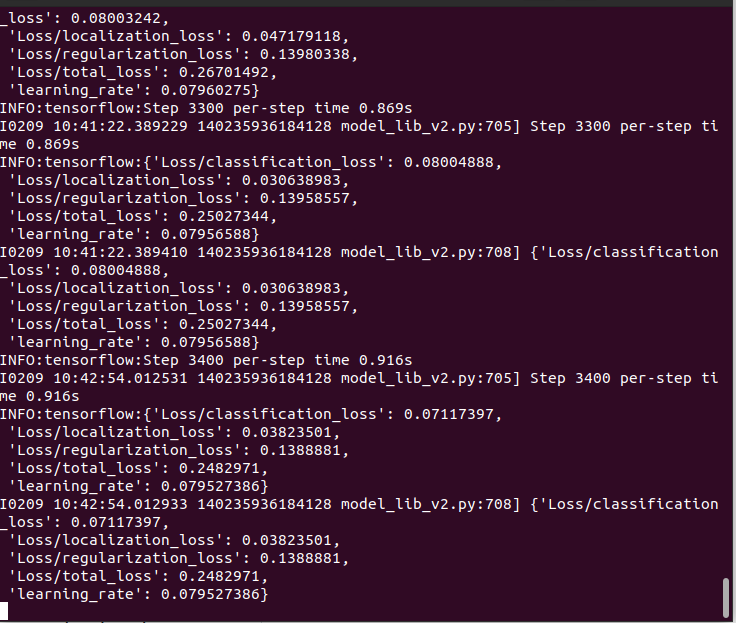 _loss': 0.08003242,
 'Loss/localization_loss': 0.047179118,
 'Loss/regularization_loss': 0.13980338,
 'Loss/total_loss': 0.26701492,
 'learning_rate': 0.07960275}
INFO:tensorflow:Step 3300 per-step time 0.869s
I0209 10:41:22.389229 140235936184128 model_lib_v2.py:705] Step 3300 per-step ti
me 0.869s
INFO:tensorflow:{'Loss/classification_loss': 0.08004888,
 'Loss/localization_loss': 0.030638983,
 'Loss/regularization_loss': 0.13958557,
 'Loss/total_loss': 0.25027344,
 'learning_rate': 0.07956588}
I0209 10:41:22.389410 140235936184128 model_lib_v2.py:708] {'Loss/classification
_loss': 0.08004888,
 'Loss/localization_loss': 0.030638983,
 'Loss/regularization_loss': 0.13958557,
 'Loss/total_loss': 0.25027344,
 'learning_rate': 0.07956588}
INFO:tensorflow:Step 3400 per-step time 0.916s
I0209 10:42:54.012531 140235936184128 model_lib_v2.py:705] Step 3400 per-step ti
me 0.916s
INFO:tensorflow:{'Loss/classification_loss': 0.07117397,
 'Loss/localization_loss': 0.03823501,
 'Loss/regularization_loss': 0.1388881,
 'Loss/total_loss': 0.2482971,
 'learning_rate': 0.079527386}
I0209 10:42:54.012933 140235936184128 model_lib_v2.py:708] {'Loss/classification
_loss': 0.07117397,
 'Loss/localization_loss': 0.03823501,
 'Loss/regularization_loss': 0.1388881,
 'Loss/total_loss': 0.2482971,
 'learning_rate': 0.079527386}